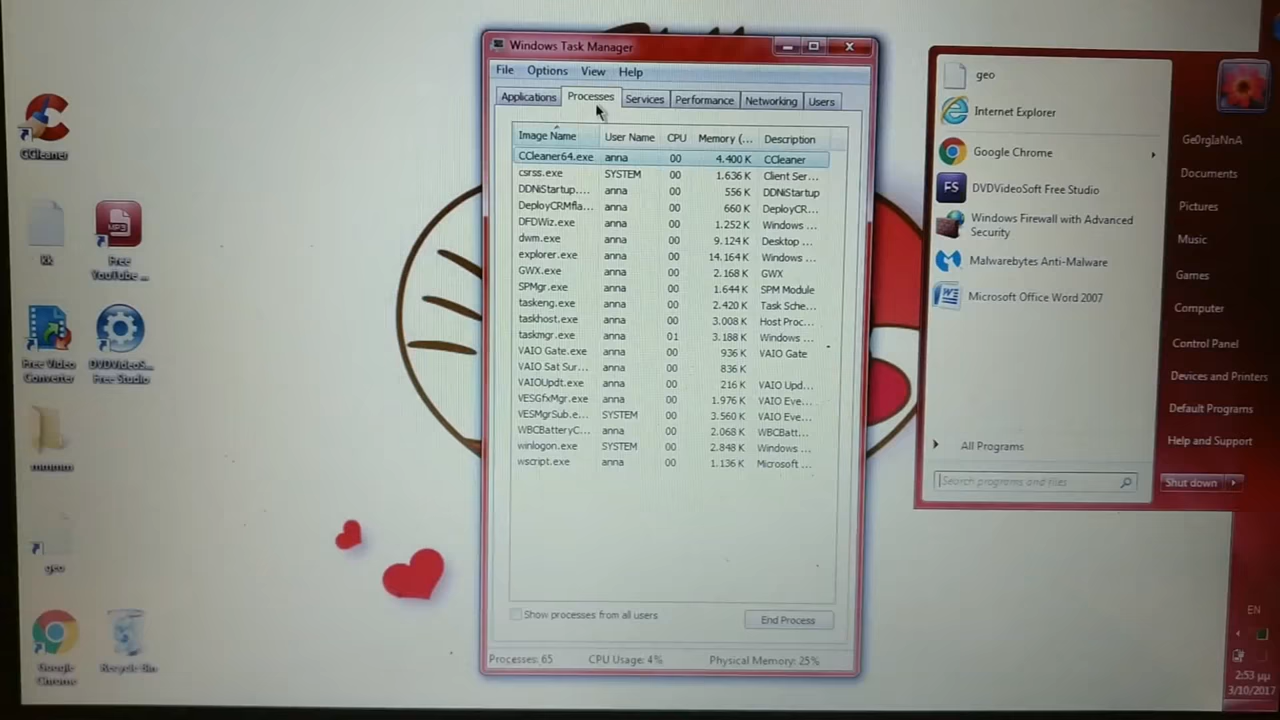 CCleaner
kk
Free
YouTube ...
Free Video
Converter
DVDVideoS...
Free Studio
mmmm
geo
Google
Chrome
Recycle Bin
Windows Task Manager
File Options View Help
Applications Processes Services Performance Networking Users
Image Name User Name CPU Memory (... Description
CCleaner64.exe anna 00 4.400 K CCleaner
csrss.exe SYSTEM 00 1.636 K Client Ser...
DDNiStartup.... anna 00 556 K DDNiStartup
DeployCRMfla... anna 00 660 K DeployCR...
DFDWiz.exe anna 00 1.252 K Windows ...
dwm.exe anna 00 9.124 K Desktop ...
explorer.exe anna 00 14.164 K Windows ...
GWX.exe anna 00 2.168 K GWX
SPMgr.exe anna 00 1.644 K SPM Module
taskeng.exe anna 00 2.420 K Task Sche...
taskhost.exe anna 00 3.008 K Host Proc...
taskmgr.exe anna 01 3.188 K Windows ...
VAIO Gate.exe anna 00 936 K VAIO Gate
VAIO Sat Sur... anna 00 836 K
VAIOUpdt.exe anna 00 216 K VAIO Upd...
VESGfxMgr.exe anna 00 1.976 K VAIO Eve...
VESMgrSub.e... SYSTEM 00 3.560 K VAIO Eve...
WBCBatteryC... anna 00 2.068 K WBCBatt...
winlogon.exe SYSTEM 00 2.848 K Windows ...
wscript.exe anna 00 1.136 K Microsoft ...
Show processes from all users
End Process
Processes: 65 CPU Usage: 4% Physical Memory: 25%
geo
Internet Explorer
Google Chrome
FS DVDVideoSoft Free Studio
Windows Firewall with Advanced
Security
Malwarebytes Anti-Malware
Microsoft Office Word 2007
All Programs
Search programs and files
Ge0rgIaNnA
Documents
Pictures
Music
Games
Computer
Control Panel
Devices and Printers
Default Programs
Help and Support
Shut down
EN
2:53 μμ
3/10/2017